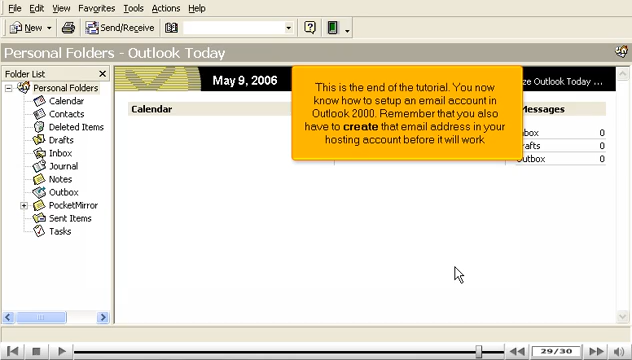 File Edit View Favorites Tools Actions Help
New Send/Receive
Personal Folders - Outlook Today
Folder List
Personal Folders
Calendar
Contacts
Deleted Items
Drafts
Inbox
Journal
Notes
Outbox
PocketMirror
Sent Items
Tasks
May 9, 2006
ze Outlook Today ...
Calendar
Messages
nbox 0
rafts 0
utbox 0
This is the end of the tutorial. You now
know how to setup an email account in
Outlook 2000. Remember that you also
have to create that email address in your
hosting account before it will work
29/30